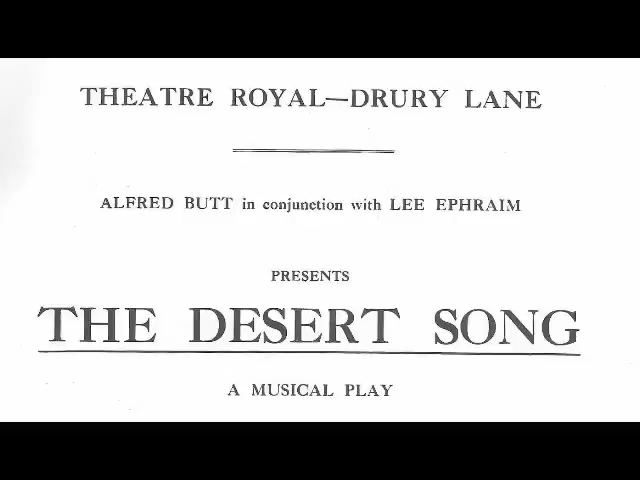 THEATRE ROYAL—DRURY LANE
ALFRED BUTT in conjunction with LEE EPHRAIM
PRESENTS
THE DESERT SONG
A MUSICAL PLAY